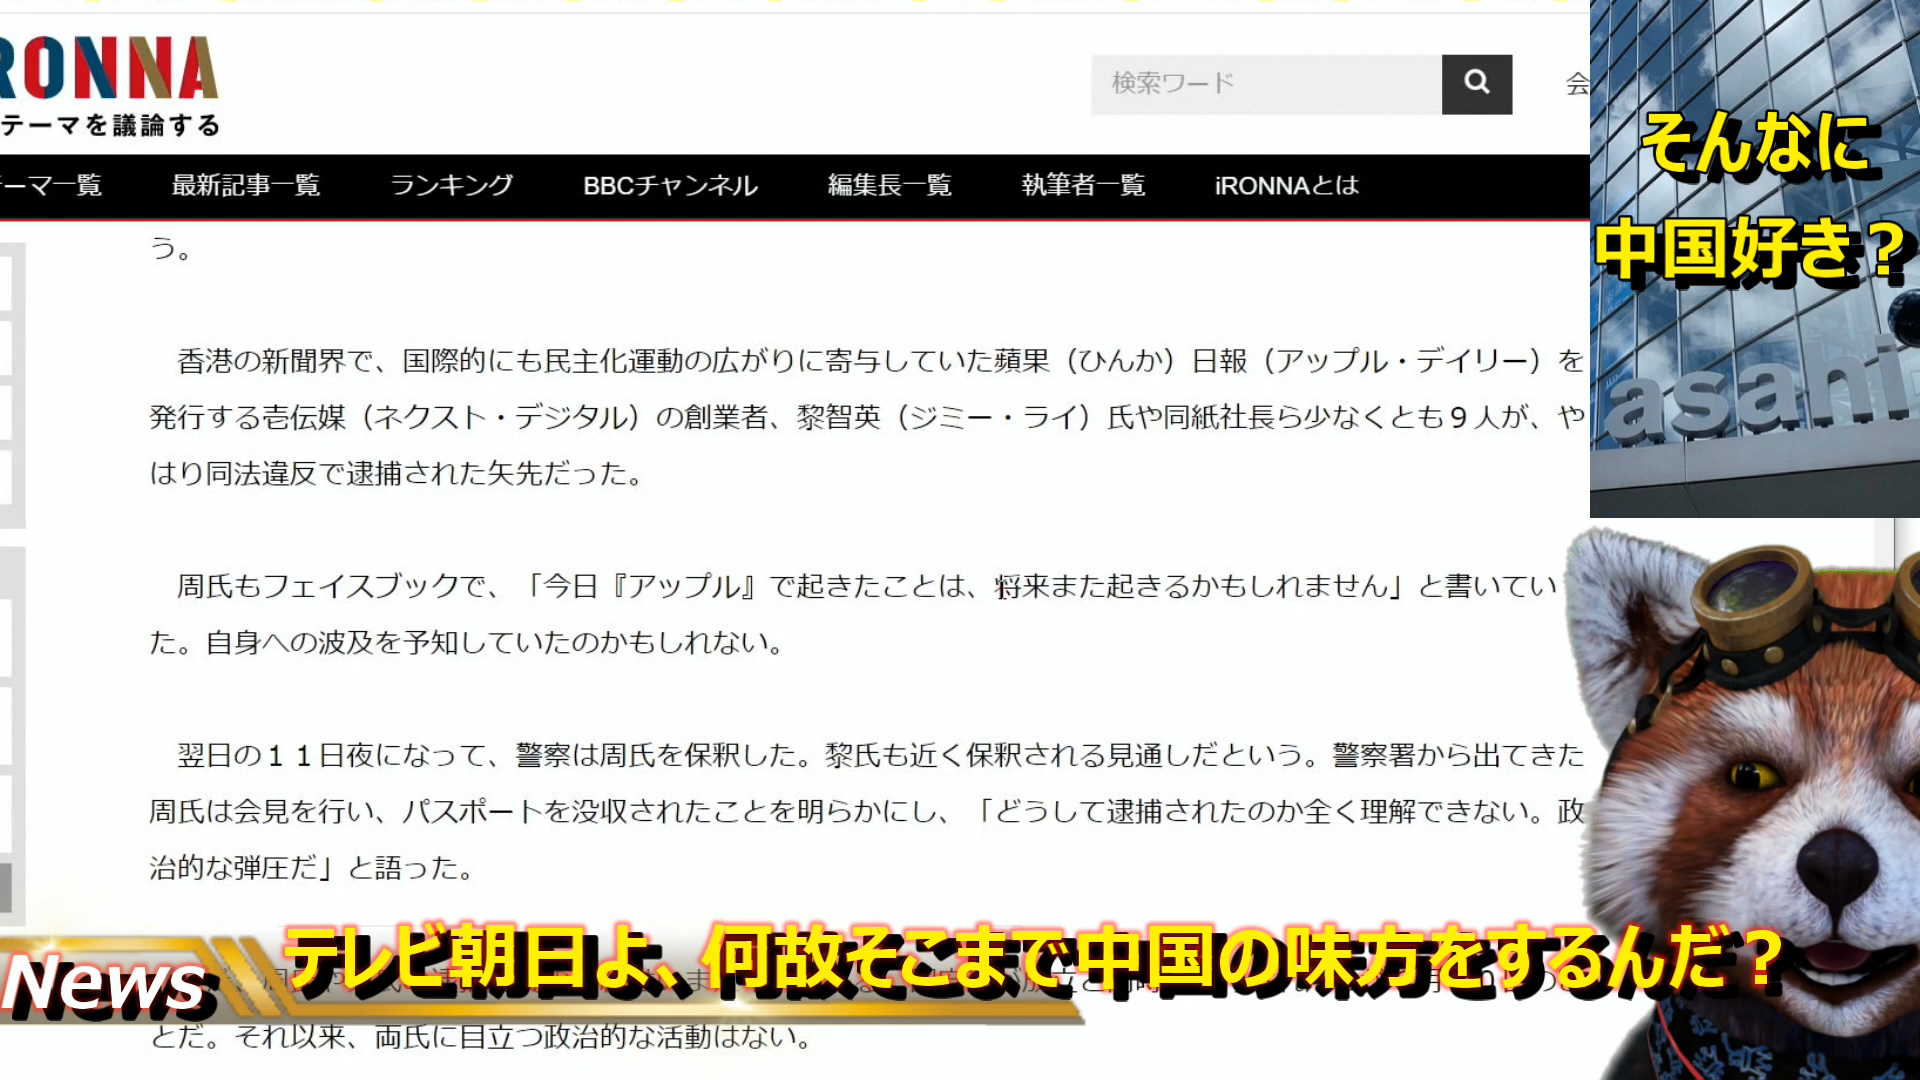 RONNA
テーマを議論する
検索ワード
会
ーマ一覧 最新記事一覧 ランキング BBCチャンネル 編集長一覧 執筆者一覧 iRONNAとは
そんなに
中国好き?
asahi
う。
香港の新聞界で、国際的にも民主化運動の広がりに寄与していた蘋果（ひんか）日報（アップル・デイリー）を
発行する壱伝媒（ネクスト・デジタル）の創業者、黎智英（ジミー・ライ）氏や同紙社長ら少なくとも９人が、や
はり同法違反で逮捕された矢先だった。
周氏もフェイスブックで、「今日『アップル』で起きたことは、将来また起きるかもしれません」と書いてい
た。自身への波及を予知していたのかもしれない。
翌日の１１日夜になって、警察は周氏を保釈した。黎氏も近く保釈される見通しだという。警察署から出てきた
周氏は会見を行い、パスポートを没収されたことを明らかにし、「どうして逮捕されたのか全く理解できない。政
治的な弾圧だ」と語った。
News テレビ朝日よ、何故そこまで中国の味方をするんだ？
とだ。それ以来、両氏に目立つ政治的な活動はない。